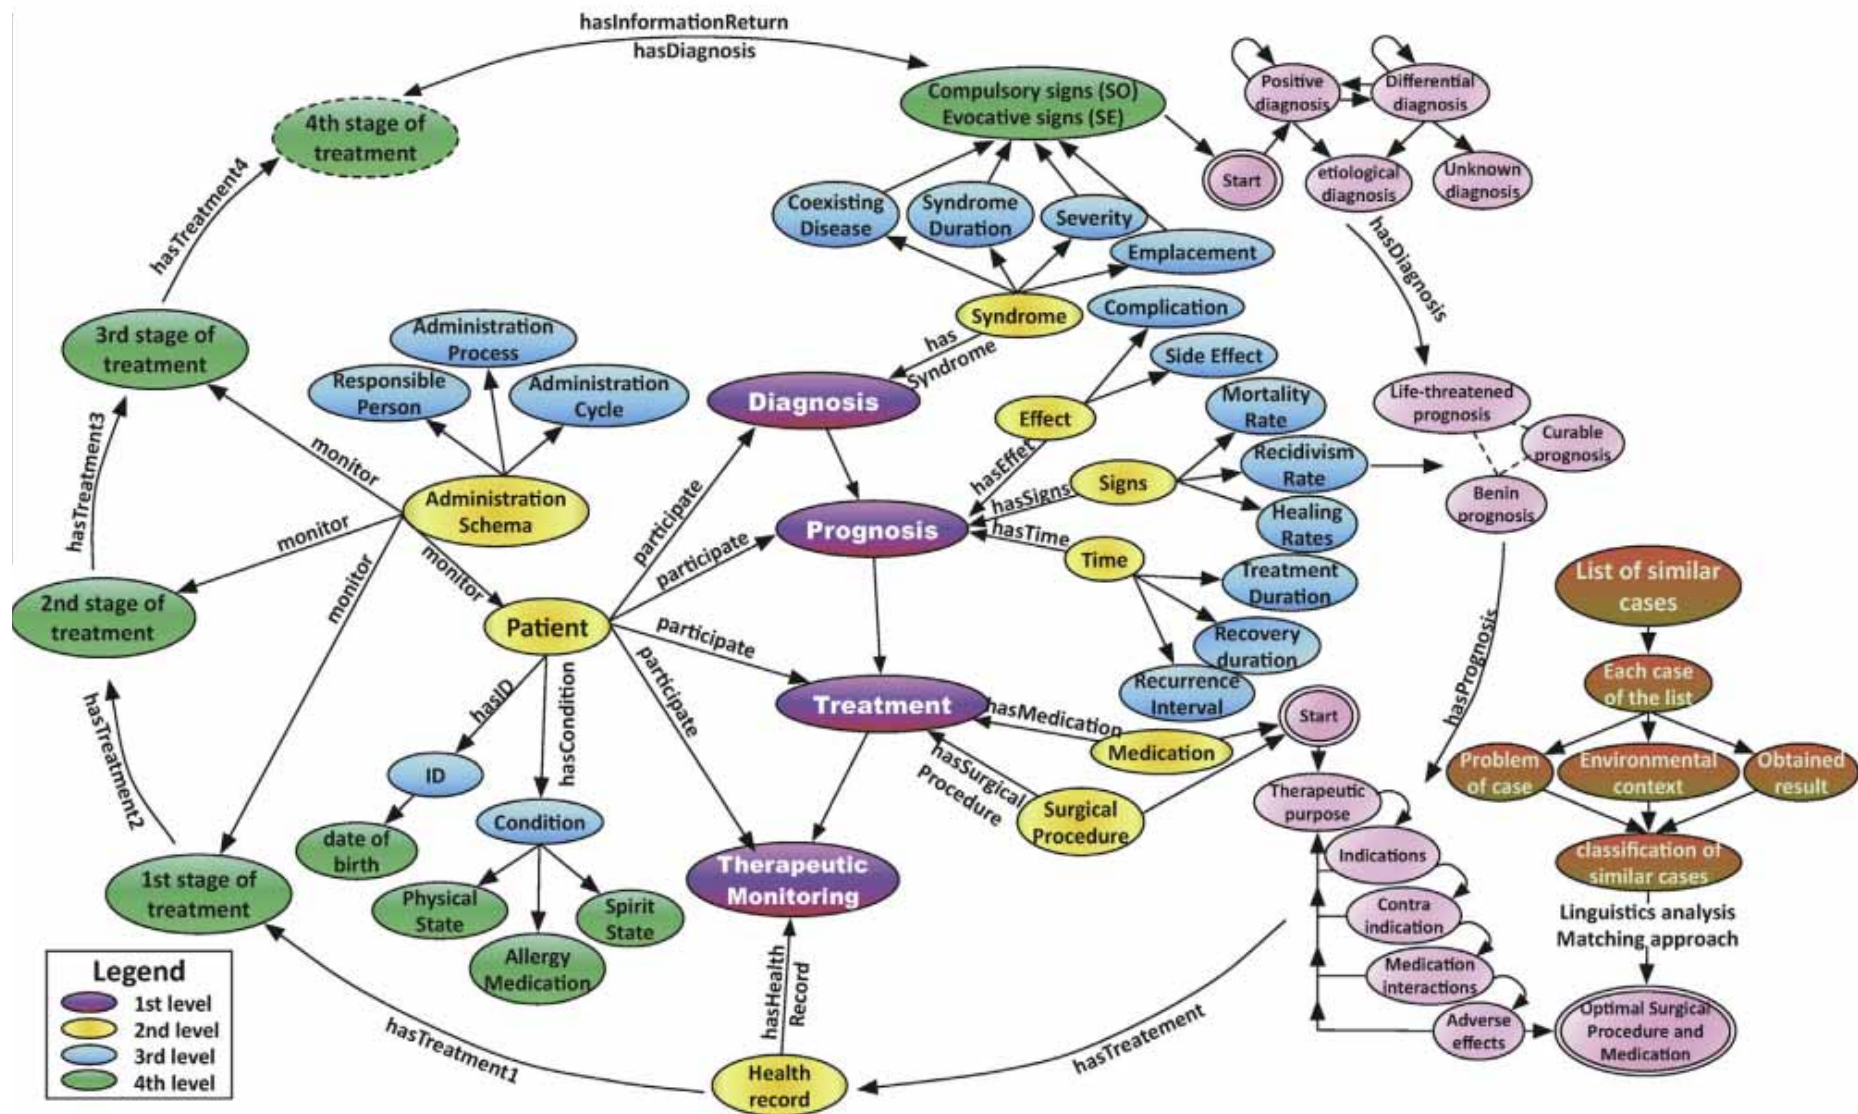 hasInformationReturn
hasDiagnosis
4th stage of
treatment
Compulsory signs (SO)
Evocative signs (SE)
Positive
diagnosis
Differential
diagnosis
Start
etiological
diagnosis
Unknown
diagnosis
hasTreatment4
Coexisting
Disease
Syndrome
Duration
Severity
Emplacement
hasDiagnosis
Syndrome
has
Syndrome
Complication
Side Effect
Effect
hasEffet
3rd stage of
treatment
Administration
Process
Responsible
Person
Administration
Cycle
Administration
Schema
monitor
monitor
monitor
monitor
hasTreatment3
Diagnosis
Prognosis
Treatment
Therapeutic
Monitoring
participate
participate
participate
participate
Mortality
Rate
Recidivism
Rate
Healing
Rates
Signs
hasSigns
hasTime
Time
Treatment
Duration
Recovery
duration
Recurrence
Interval
Life-threatened
prognosis
Curable
prognosis
Benin
prognosis
hasPrognosis
2nd stage of
treatment
hasTreatment2
Patient
hasID
hasCondition
ID
date of
birth
Condition
Physical
State
Spirit
State
Allergy
Medication
hasMedication
Medication
hasSurgical
Procedure
Surgical
Procedure
Start
Therapeutic
purpose
Indications
Contra
indication
Medication
interactions
Adverse
effects
Optimal Surgical
Procedure and
Medication
List of similar
cases
Each case
of the list
Problem
of case
Environmental
context
Obtained
result
classification of
similar cases
Linguistics analysis
Matching approach
1st stage of
treatment
hasTreatment1
hasHealth
Record
Health
record
hasTreatement
Legend
1st level
2nd level
3rd level
4th level